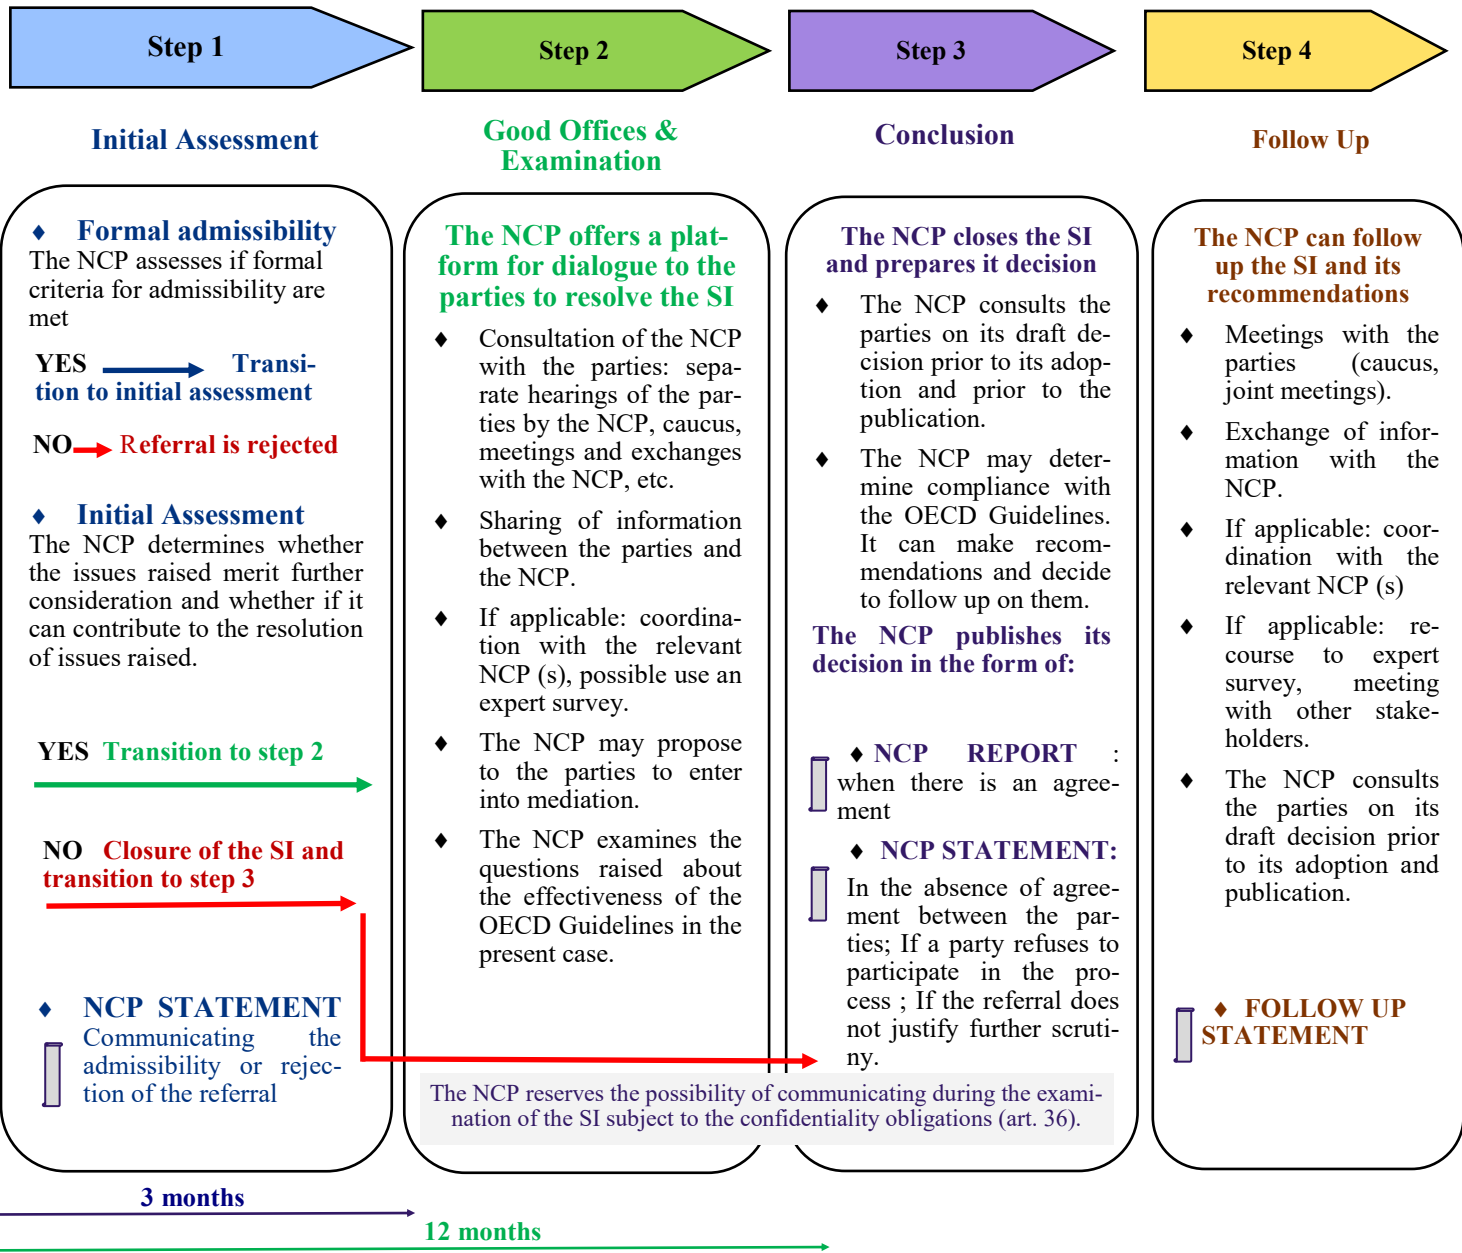 Step 1
Step 2
Step 3
Step 4
Initial Assessment
Good Offices &
Examination
Conclusion
Follow Up
♦ Formal admissibility
The NCP assesses if formal
criteria for admissibility are
met
YES Transi-
tion to initial assessment
NO Referral is rejected
♦ Initial Assessment
The NCP determines whether
the issues raised merit further
consideration and whether if it
can contribute to the resolution
of issues raised.
YES Transition to step 2
NO Closure of the SI and
transition to step 3
♦ NCP STATEMENT
Communicating the
admissibility or rejec-
tion of the referral
The NCP offers a plat-
form for dialogue to the
parties to resolve the SI
♦ Consultation of the NCP
with the parties: sepa-
rate hearings of the par-
ties by the NCP, caucus,
meetings and exchanges
with the NCP, etc.
♦ Sharing of information
between the parties and
the NCP.
♦ If applicable: coordina-
tion with the relevant
NCP (s), possible use an
expert survey.
♦ The NCP may propose
to the parties to enter
into mediation.
♦ The NCP examines the
questions raised about
the effectiveness of the
OECD Guidelines in the
present case.
The NCP closes the SI
and prepares it decision
♦ The NCP consults the
parties on its draft de-
cision prior to its adop-
tion and prior to the
publication.
♦ The NCP may deter-
mine compliance with
the OECD Guidelines.
It can make recom-
mendations and decide
to follow up on them.
The NCP publishes its
decision in the form of:
♦ NCP REPORT :
when there is an agree-
ment
♦ NCP STATEMENT:
In the absence of agree-
ment between the par-
ties; If a party refuses to
participate in the pro-
cess ; If the referral does
not justify further scruti-
ny.
The NCP can follow
up the SI and its
recommendations
♦ Meetings with the
parties (caucus,
joint meetings).
♦ Exchange of infor-
mation with the
NCP.
♦ If applicable: coor-
dination with the
relevant NCP (s)
♦ If applicable: re-
course to expert
survey, meeting
with other stake-
holders.
♦ The NCP consults
the parties on its
draft decision prior
to its adoption and
publication.
♦ FOLLOW UP
STATEMENT
The NCP reserves the possibility of communicating during the exami-
nation of the SI subject to the confidentiality obligations (art. 36).
3 months
12 months